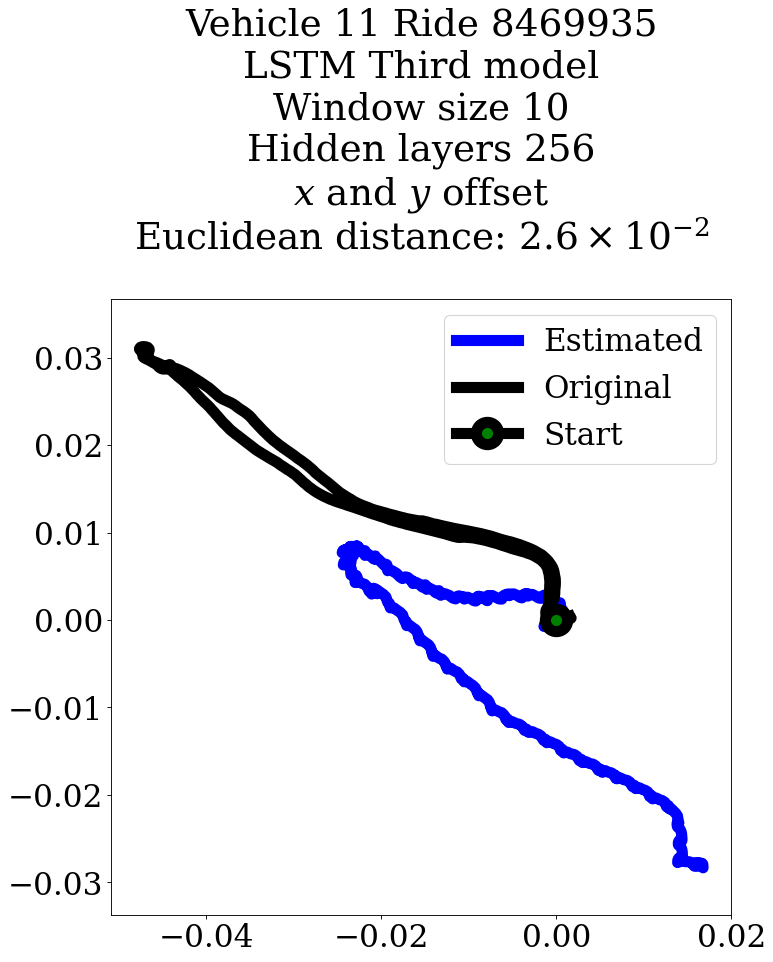 Vehicle 11 Ride 8469935
LSTM Third model
Window size 10
Hidden layers 256
x and y offset
Euclidean distance: 2.6 × 10⁻²
Estimated
Original
Start
0.03
0.02
0.01
0.00
−0.01
−0.02
−0.03
−0.04 −0.02 0.00 0.02